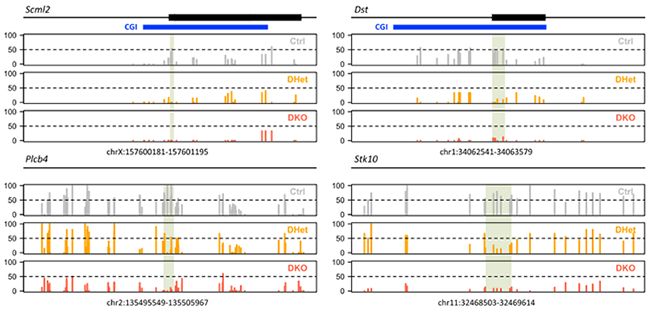 Scml2
CGI
100 50 0 Ctrl
100 50 0 DHet
100 50 0 DKO
chrX:157600181-157601195
Dst
CGI
100 50 0 Ctrl
100 50 0 DHet
100 50 0 DKO
chr1:34062541-34063579
Plcb4
100 50 0 Ctrl
100 50 0 DHet
100 50 0 DKO
chr2:135495549-135505967
Stk10
100 50 0 Ctrl
100 50 0 DHet
100 50 0 DKO
chr11:32468503-32469614